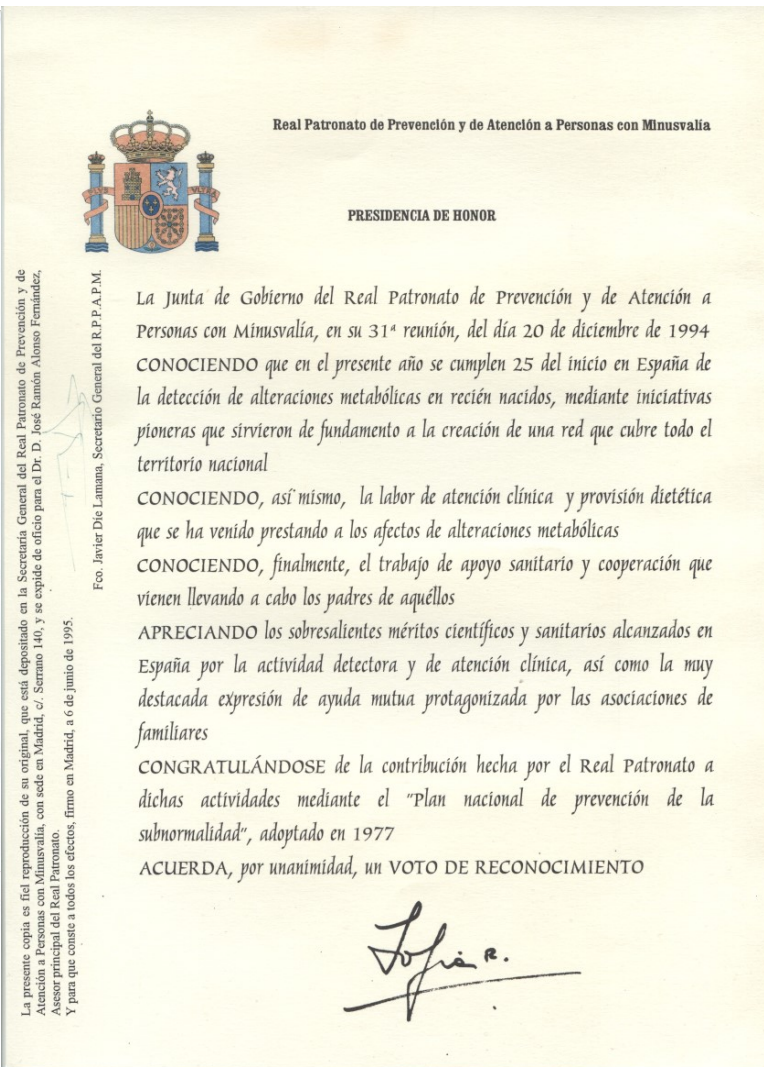 Real Patronato de Prevención y de Atención a Personas con Minusvalía
PLUS
VLTRA
PRESIDENCIA DE HONOR
La Junta de Gobierno del Real Patronato de Prevención y de Atención a
Personas con Minusvalía, en su 31ª reunión, del día 20 de diciembre de 1994
CONOCIENDO que en el presente año se cumplen 25 del inicio en España de
la detección de alteraciones metabólicas en recién nacidos, mediante iniciativas
pioneras que sirvieron de fundamento a la creación de una red que cubre todo el
territorio nacional
CONOCIENDO, así mismo, la labor de atención clínica y provisión dietética
que se ha venido prestando a los afectos de alteraciones metabólicas
CONOCIENDO, finalmente, el trabajo de apoyo sanitario y cooperación que
vienen llevando a cabo los padres de aquéllos
APRECIANDO los sobresalientes méritos científicos y sanitarios alcanzados en
España por la actividad detectora y de atención clínica, así como la muy
destacada expresión de ayuda mutua protagonizada por las asociaciones de
familiares
CONGRATULÁNDOSE de la contribución hecha por el Real Patronato a
dichas actividades mediante el "Plan nacional de prevención de la
subnormalidad", adoptado en 1977
ACUERDA, por unanimidad, un VOTO DE RECONOCIMIENTO
Sofía R.
La presente copia es fiel reproducción de su original, que está depositado en la Secretaría General del Real Patronato de Prevención y de
Atención a Personas con Minusvalía, con sede en Madrid, c/. Serrano 140, y se expide de oficio para el Dr. D. José Ramón Alonso Fernández,
Asesor principal del Real Patronato.
Y para que conste a todos los efectos, firmo en Madrid, a 6 de junio de 1995.
Fco. Javier Die Lamana, Secretario General del R.P.P.A.P.M.